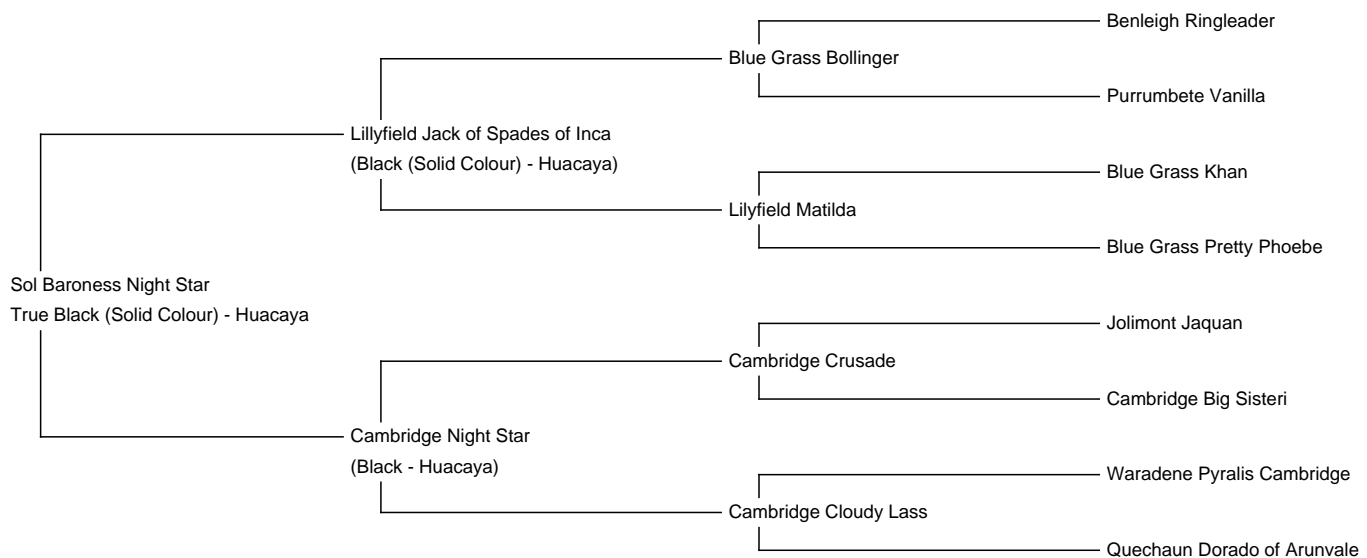 Benleigh Ringleader
Blue Grass Bollinger
Purrumbete Vanilla
Lillyfield Jack of Spades of Inca
(Black (Solid Colour) - Huacaya)
Blue Grass Khan
Lilyfield Matilda
Blue Grass Pretty Phoebe
Sol Baroness Night Star
True Black (Solid Colour) - Huacaya
Jolimont Jaquan
Cambridge Crusade
Cambridge Big Sisteri
Cambridge Night Star
(Black - Huacaya)
Waradene Pyralis Cambridge
Cambridge Cloudy Lass
Quechaun Dorado of Arunvale